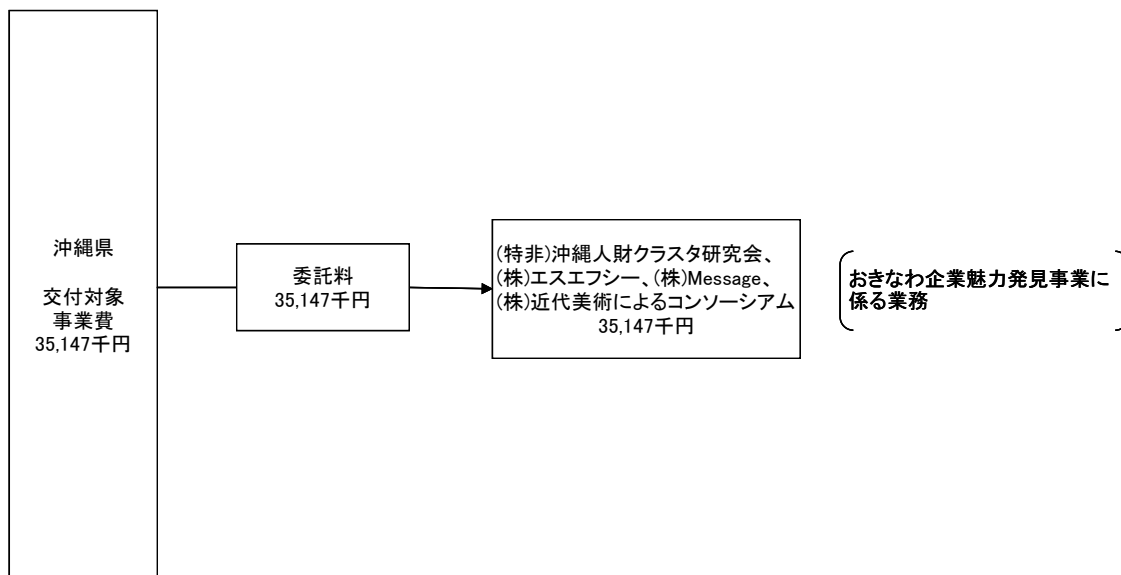 沖縄県
交付対象
事業費
35,147千円
委託料
35,147千円
(特非)沖縄人財クラスタ研究会、
(株)エスエフシー、(株)Message、
(株)近代美術によるコンソーシアム
35,147千円
おきなわ企業魅力発見事業に
係る業務